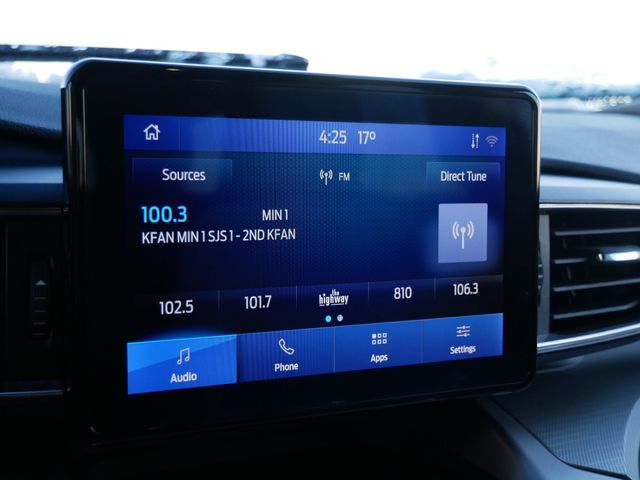 4:25 17°
Sources FM Direct Tune
100.3 MIN 1
KFAN MIN 1 SJS 1 - 2ND KFAN
102.5 101.7 the highway 810 106.3
Audio Phone Apps Settings